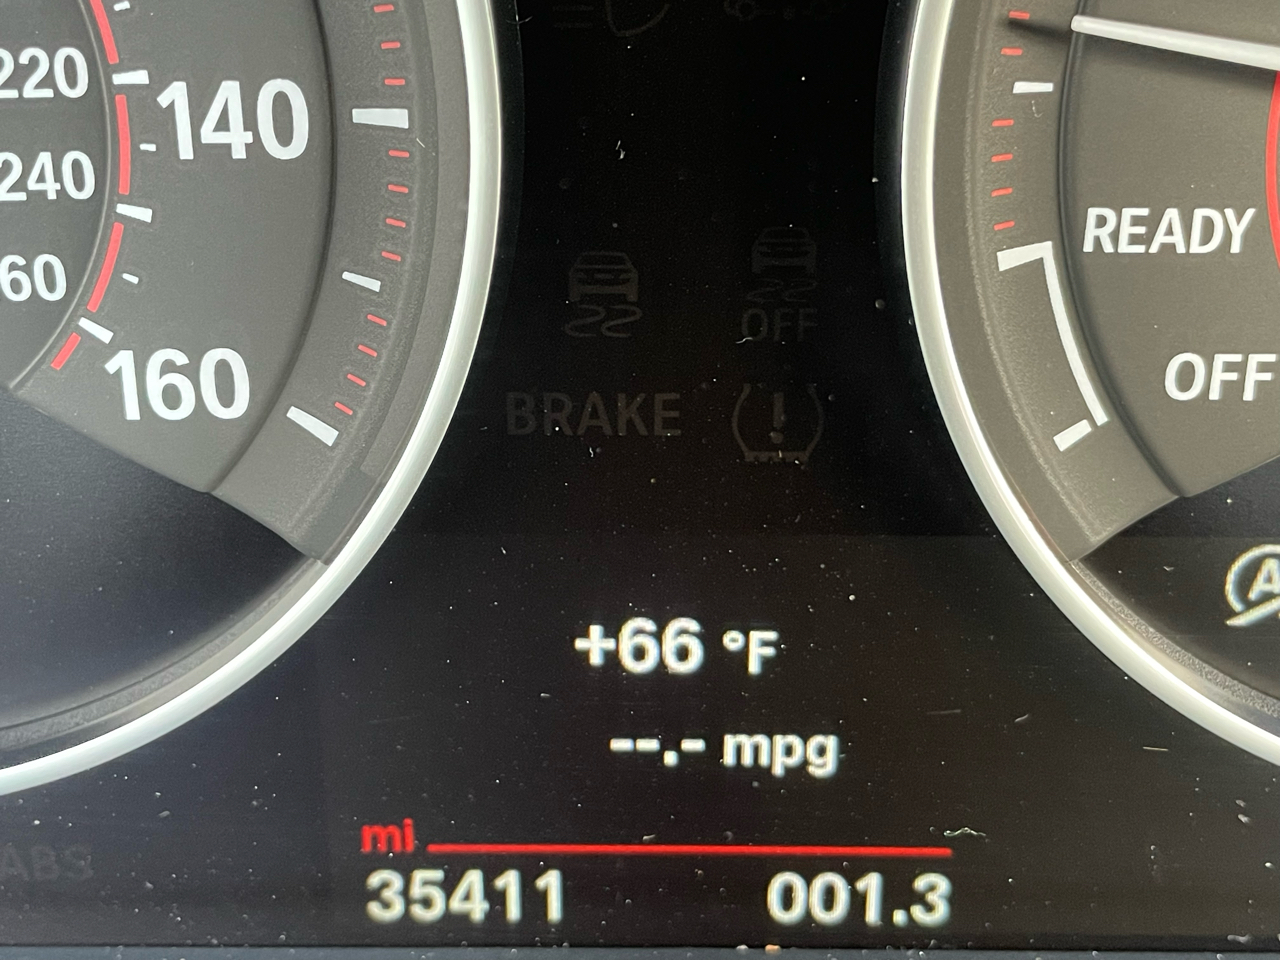 220
140
240
60
160
READY
OFF
OFF
BRAKE
!
+66 °F
--.- mpg
mi
35411 001.3
ABS
A